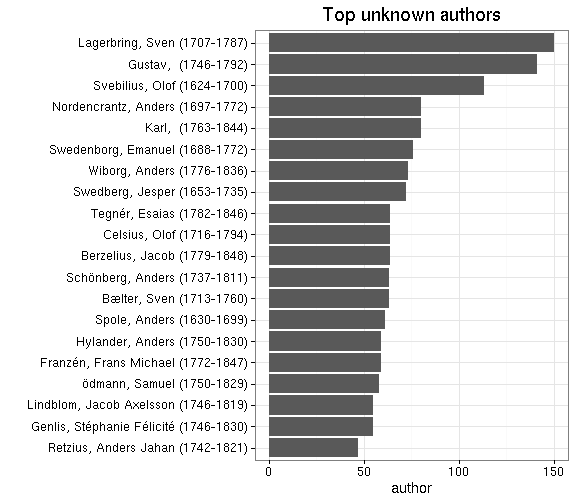 Top unknown authors
Lagerbring, Sven (1707-1787)
Gustav,  (1746-1792)
Svebilius, Olof (1624-1700)
Nordencrantz, Anders (1697-1772)
Karl,  (1763-1844)
Swedenborg, Emanuel (1688-1772)
Wiborg, Anders (1776-1836)
Swedberg, Jesper (1653-1735)
Tegnér, Esaias (1782-1846)
Celsius, Olof (1716-1794)
Berzelius, Jacob (1779-1848)
Schönberg, Anders (1737-1811)
Bælter, Sven (1713-1760)
Spole, Anders (1630-1699)
Hylander, Anders (1750-1830)
Franzén, Frans Michael (1772-1847)
ödmann, Samuel (1750-1829)
Lindblom, Jacob Axelsson (1746-1819)
Genlis, Stéphanie Félicité (1746-1830)
Retzius, Anders Jahan (1742-1821)
0 50 100 150
author